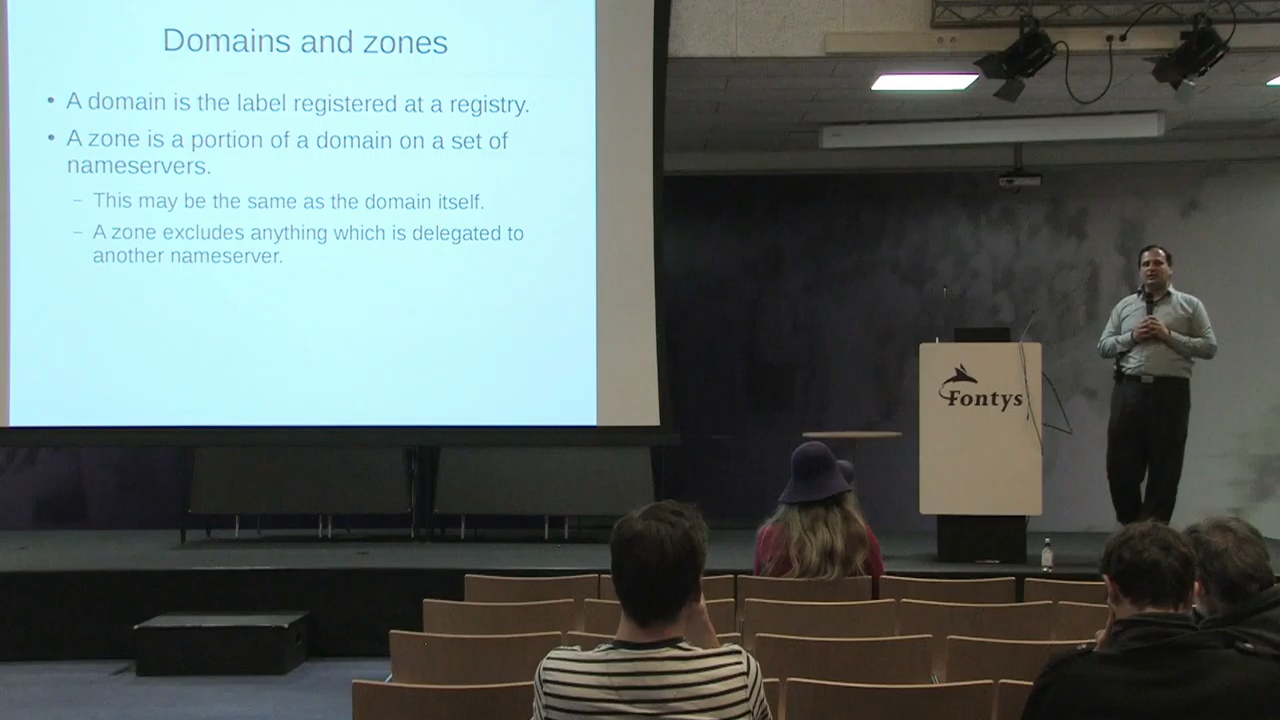 Domains and zones
• A domain is the label registered at a registry.
• A zone is a portion of a domain on a set of
nameservers.
– This may be the same as the domain itself.
– A zone excludes anything which is delegated to
another nameserver.
Fontys